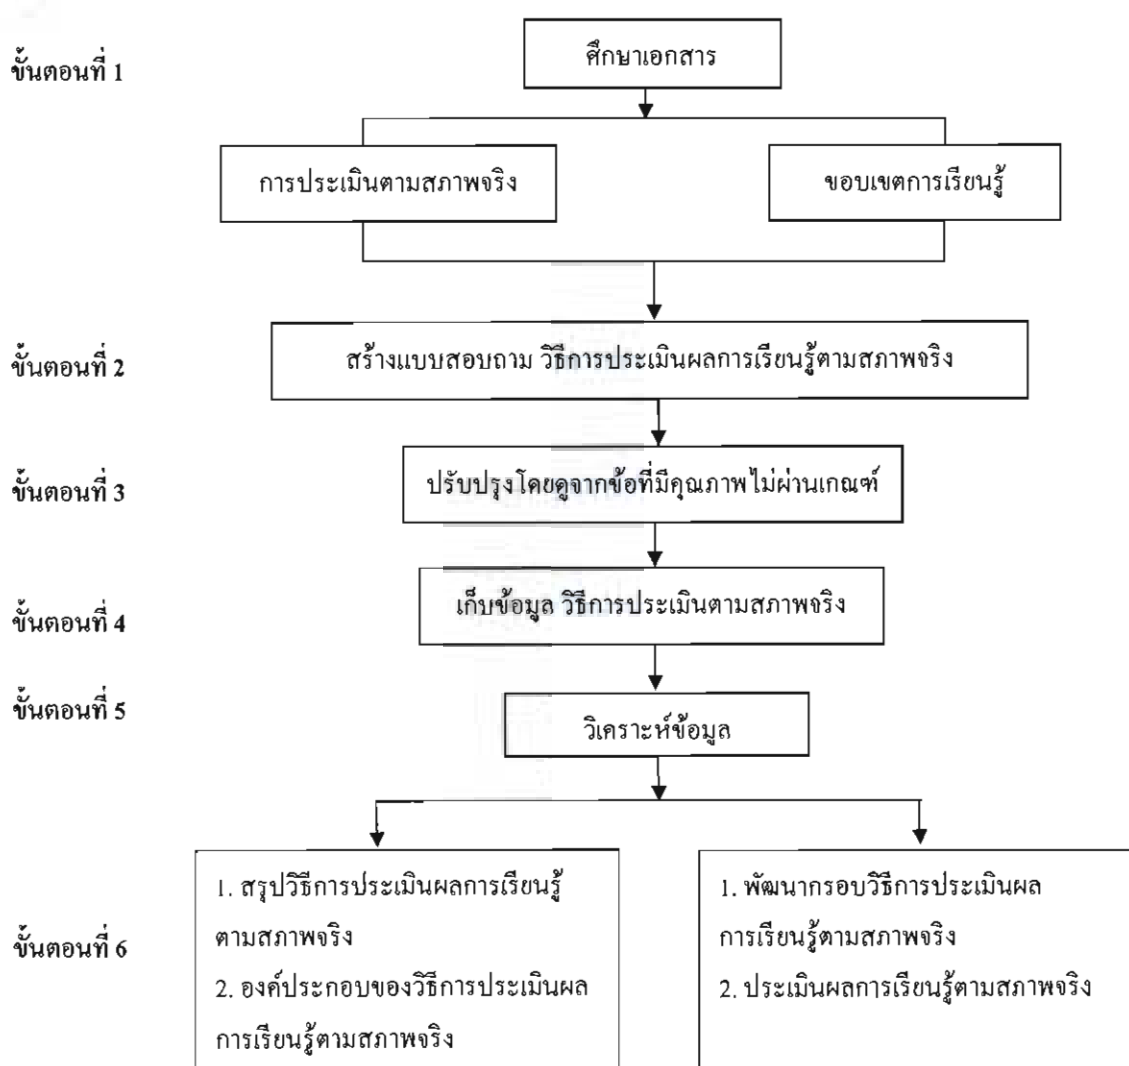 ขั้นตอนที่ 1
ศึกษาเอกสาร
การประเมินตามสภาพจริง
ขอบเขตการเรียนรู้
ขั้นตอนที่ 2
สร้างแบบสอบถาม วิธีการประเมินผลการเรียนรู้ตามสภาพจริง
ขั้นตอนที่ 3
ปรับปรุงโดยดูจากข้อที่มีคุณภาพไม่ผ่านเกณฑ์
ขั้นตอนที่ 4
เก็บข้อมูล วิธีการประเมินตามสภาพจริง
ขั้นตอนที่ 5
วิเคราะห์ข้อมูล
ขั้นตอนที่ 6
1. สรุปวิธีการประเมินผลการเรียนรู้
ตามสภาพจริง
2. องค์ประกอบของวิธีการประเมินผล
การเรียนรู้ตามสภาพจริง
1. พัฒนากรอบวิธีการประเมินผล
การเรียนรู้ตามสภาพจริง
2. ประเมินผลการเรียนรู้ตามสภาพจริง